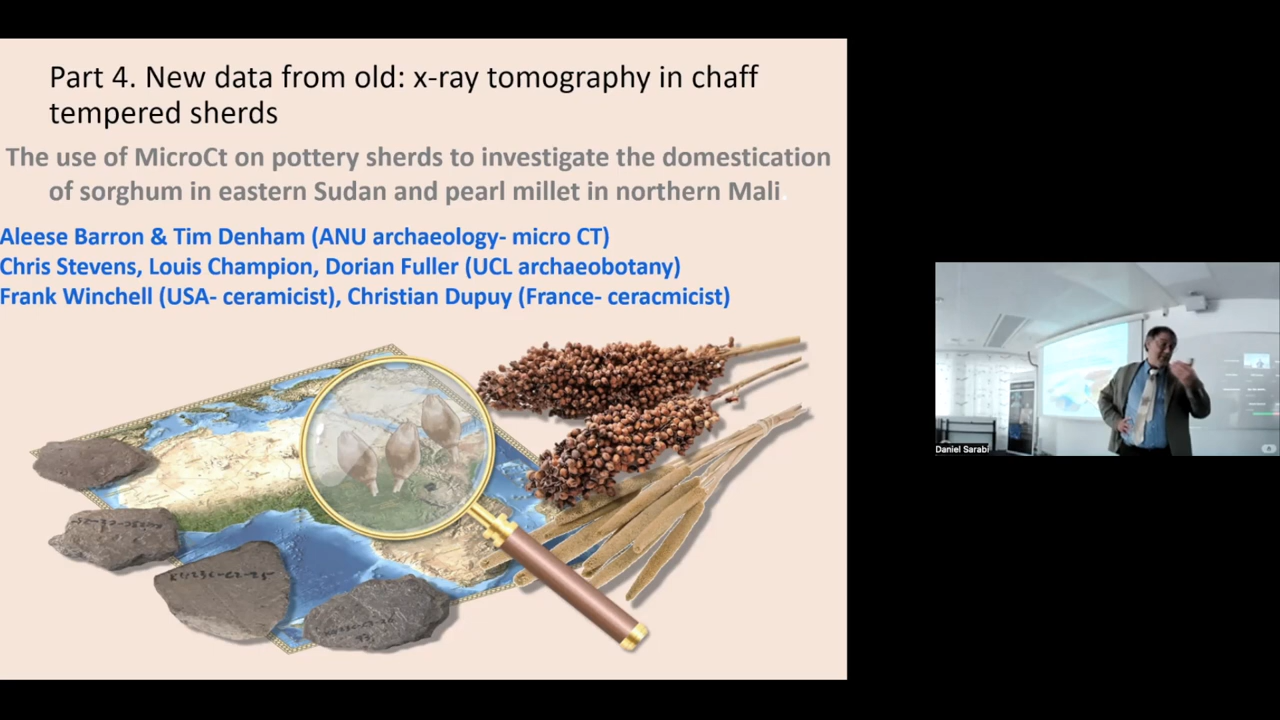 Part 4. New data from old: x-ray tomography in chaff
tempered sherds
The use of MicroCt on pottery sherds to investigate the domestication
of sorghum in eastern Sudan and pearl millet in northern Mali.
Aleese Barron & Tim Denham (ANU archaeology- micro CT)
Chris Stevens, Louis Champion, Dorian Fuller (UCL archaeobotany)
Frank Winchell (USA- ceramicist), Christian Dupuy (France- ceracmicist)
Daniel Sarabi